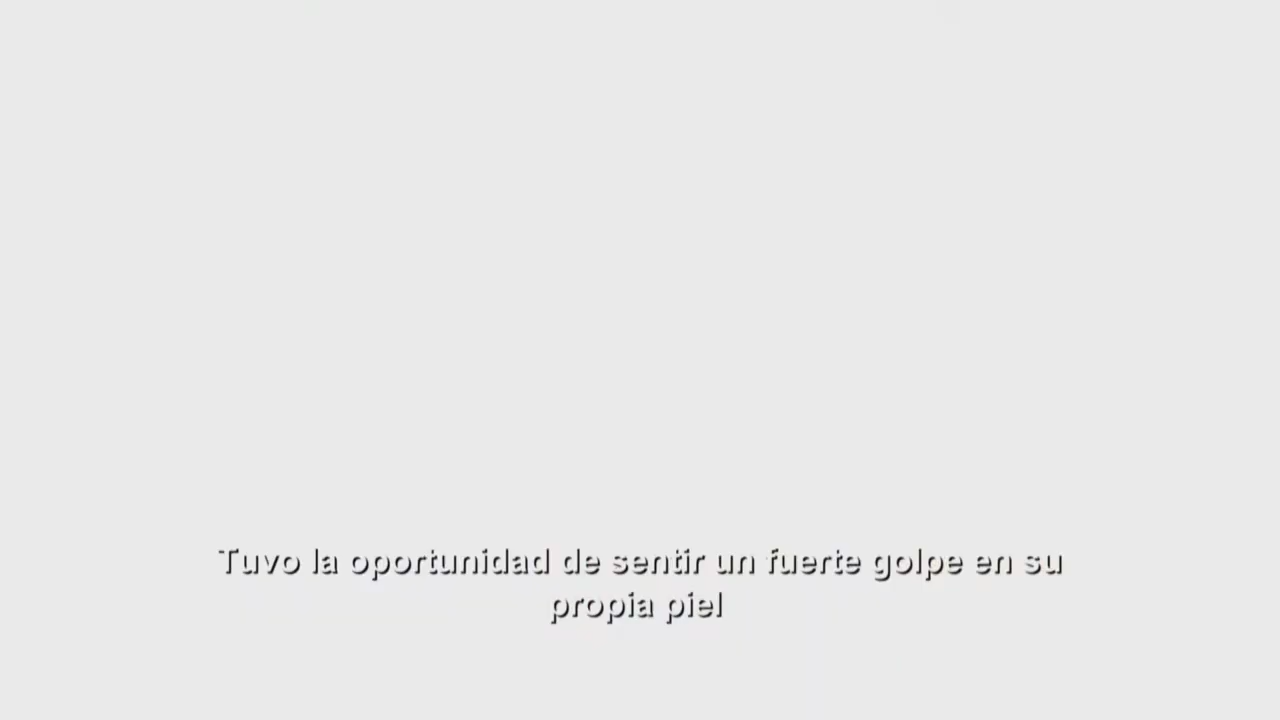 Tuvo la oportunidad de sentir un fuerte golpe en su
propia piel